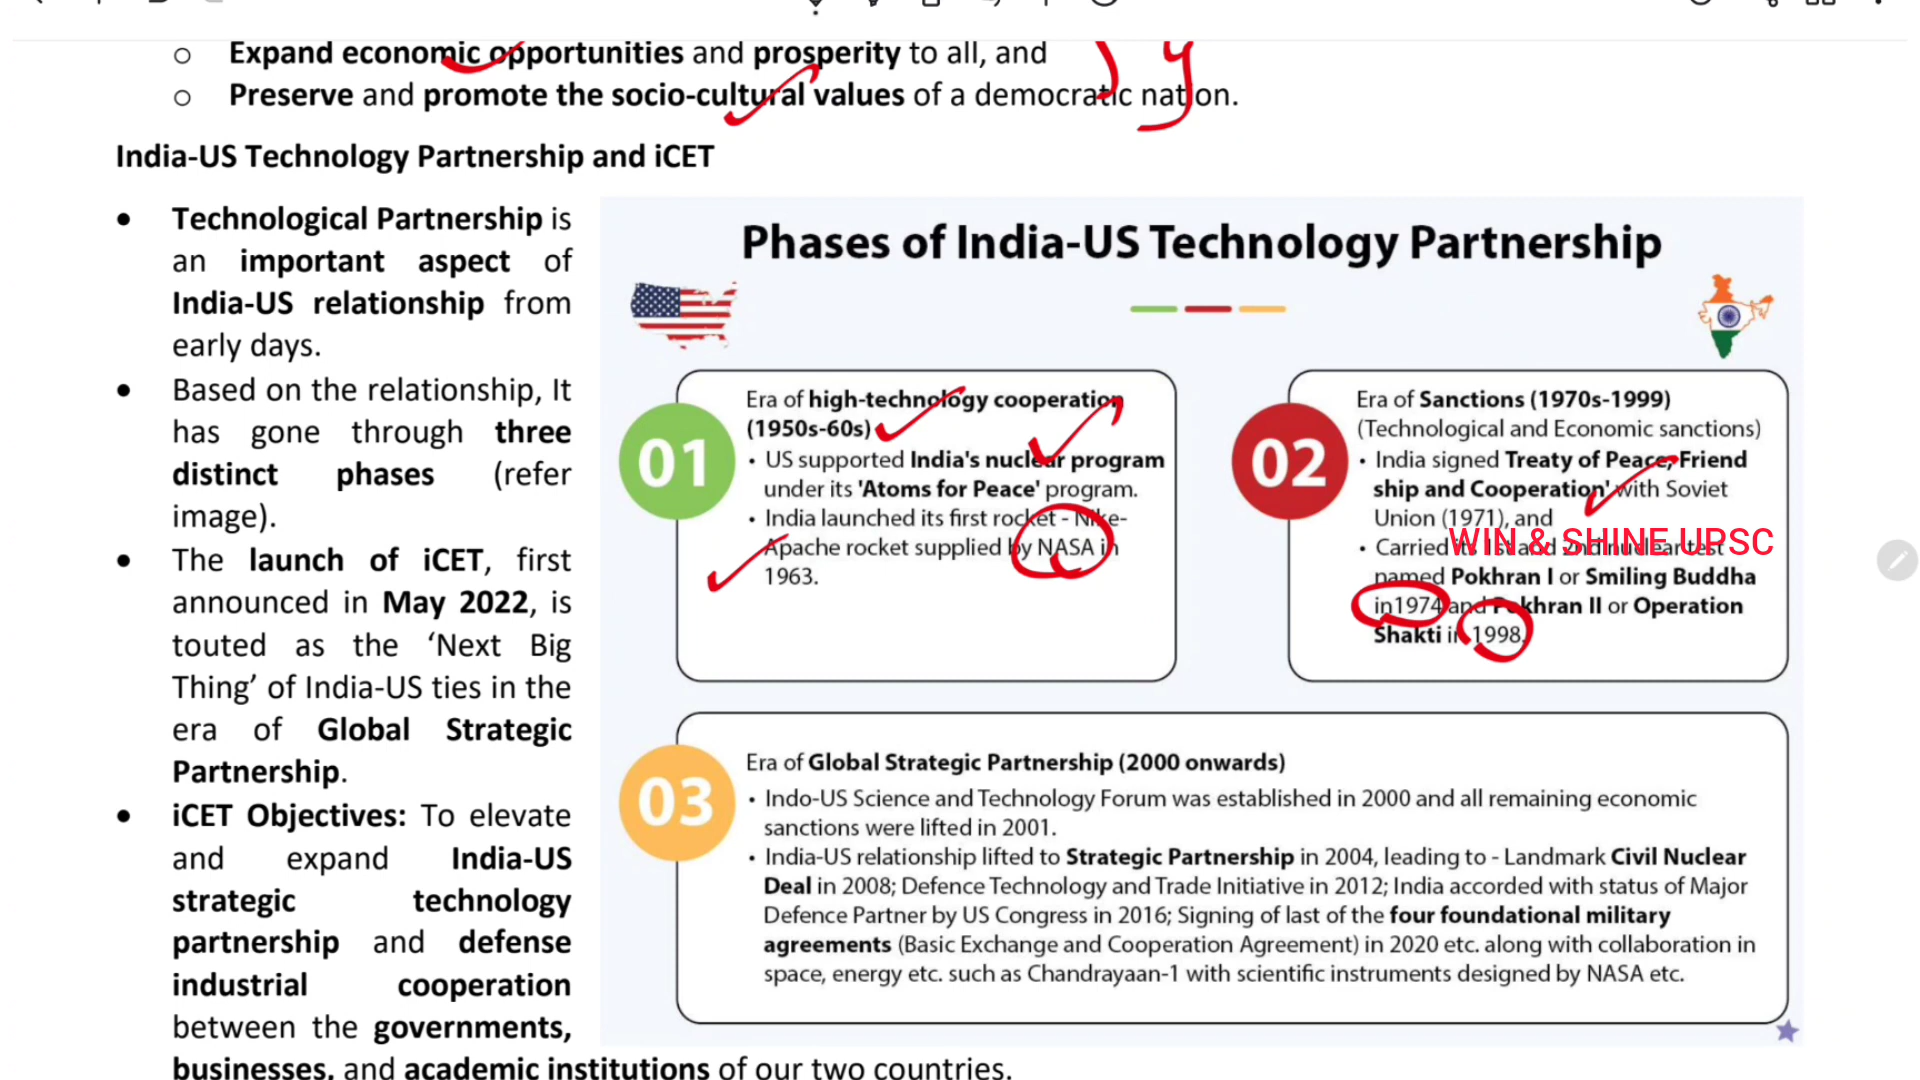 ○ Expand economic opportunities and prosperity to all, and
○ Preserve and promote the socio-cultural values of a democratic nation.
India-US Technology Partnership and iCET
• Technological Partnership is
an important aspect of
India-US relationship from
early days.
• Based on the relationship, It
has gone through three
distinct phases (refer
image).
• The launch of iCET, first
announced in May 2022, is
touted as the ‘Next Big
Thing’ of India-US ties in the
era of Global Strategic
Partnership.
• iCET Objectives: To elevate
and expand India-US
strategic technology
partnership and defense
industrial cooperation
between the governments,
businesses, and academic institutions of our two countries.
Phases of India-US Technology Partnership
01
Era of high-technology cooperation
(1950s-60s)
• US supported India's nuclear program
under its 'Atoms for Peace' program.
• India launched its first rocket - Nike-
Apache rocket supplied by NASA in
1963.
02
Era of Sanctions (1970s-1999)
(Technological and Economic sanctions)
• India signed Treaty of Peace, Friend
ship and Cooperation' with Soviet
Union (1971), and
• Carried its 1st and 2nd nuclear test
named Pokhran I or Smiling Buddha
in1974 and Pokhran II or Operation
Shakti in 1998.
WIN & SHINE UPSC
03
Era of Global Strategic Partnership (2000 onwards)
• Indo-US Science and Technology Forum was established in 2000 and all remaining economic
sanctions were lifted in 2001.
• India-US relationship lifted to Strategic Partnership in 2004, leading to - Landmark Civil Nuclear
Deal in 2008; Defence Technology and Trade Initiative in 2012; India accorded with status of Major
Defence Partner by US Congress in 2016; Signing of last of the four foundational military
agreements (Basic Exchange and Cooperation Agreement) in 2020 etc. along with collaboration in
space, energy etc. such as Chandrayaan-1 with scientific instruments designed by NASA etc.